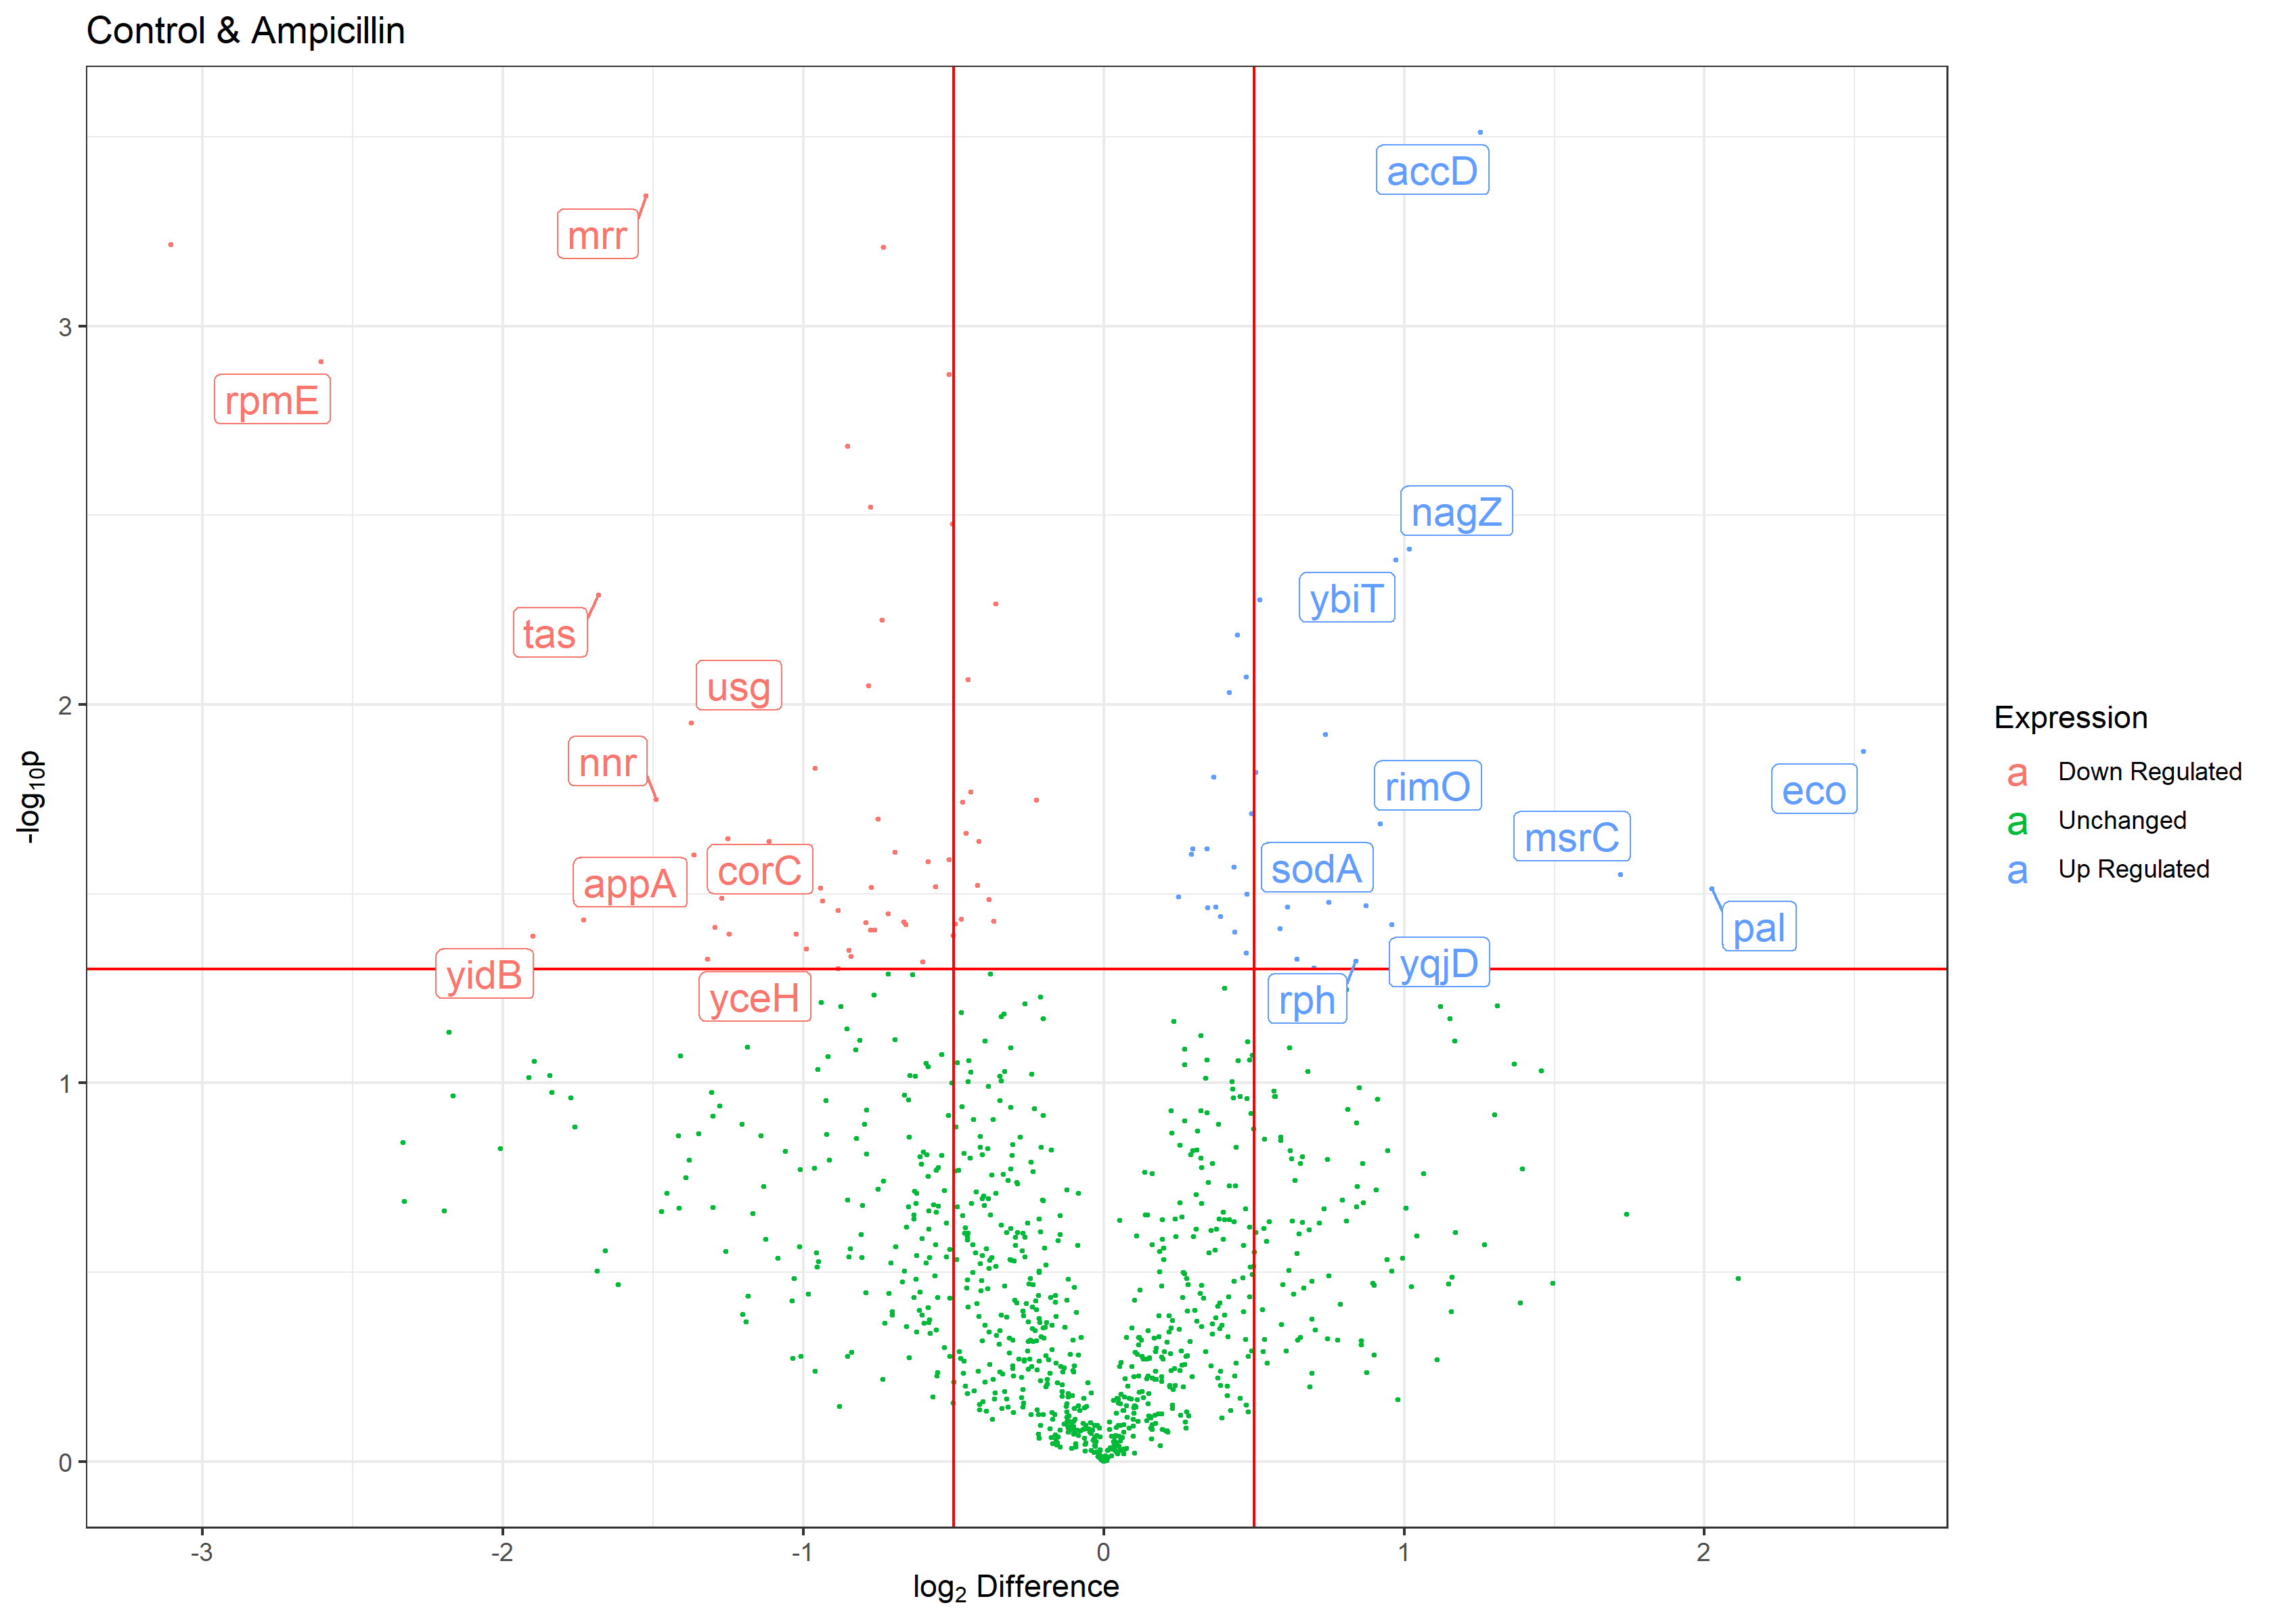 Control & Ampicillin
accD
mrr
rpmE
nagZ
ybiT
tas
usg
nnr
rimO
eco
msrC
sodA
corC
appA
pal
yidB
yqjD
yceH
rph
3
2
1
0
-log10p
-3
-2
-1
0
1
2
log2 Difference
Expression
a Down Regulated
a Unchanged
a Up Regulated